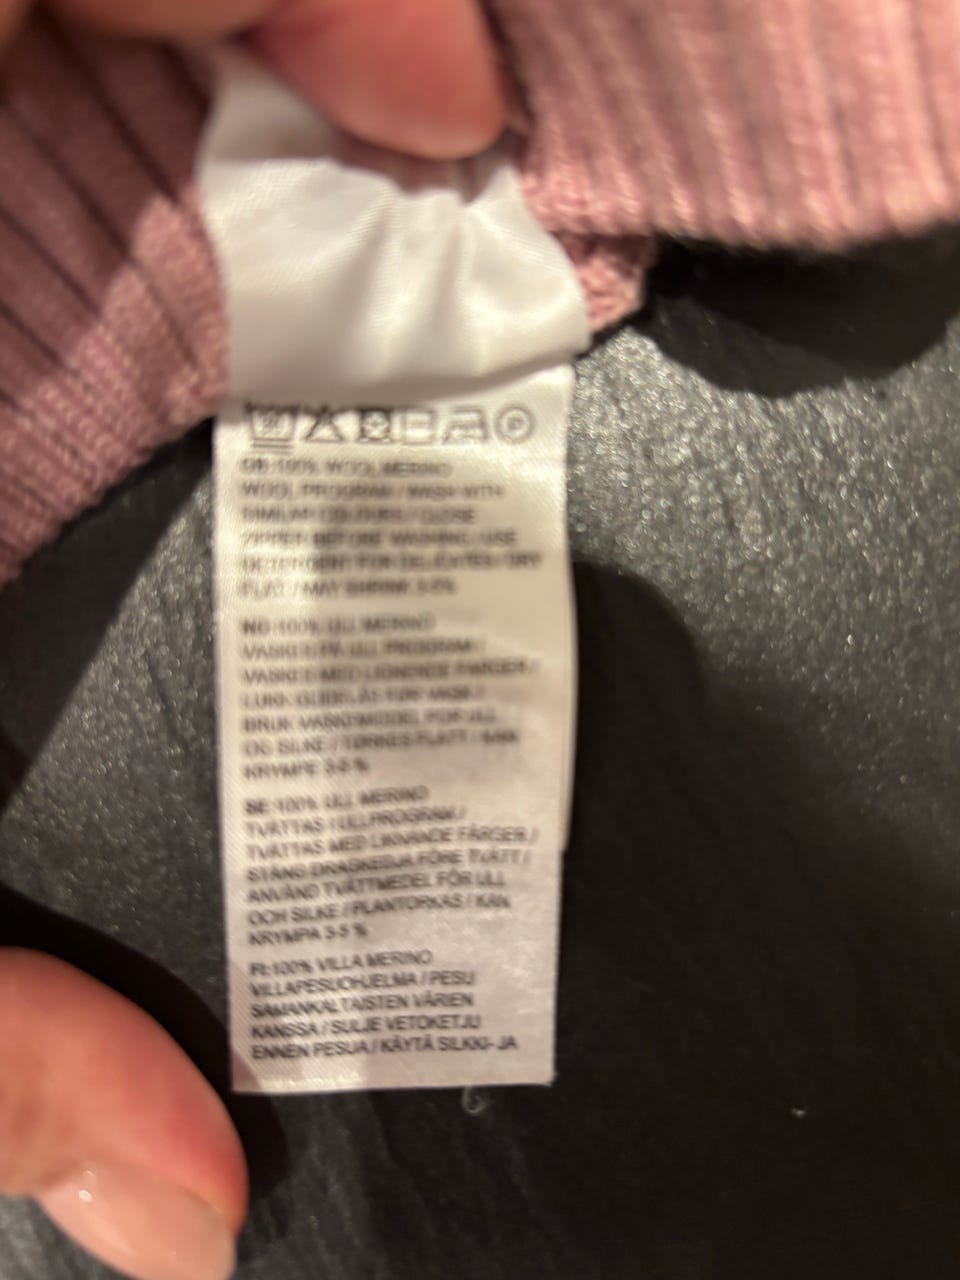 GB:100% WOOL MERINO
WOOL PROGRAM / WASH WITH
SIMILAR COLOURS / CLOSE
ZIPPER BEFORE WASHING / USE
DETERGENT FOR DELICATES / DRY
FLAT / MAY SHRINK 3-5%
NO:100% ULL MERINO
VASKES PÅ ULL PROGRAM /
VASKES MED LIGNENDE FARGER /
LUKK GLIDELÅS FØR VASK /
BRUK VASKEMIDDEL FOR ULL
OG SILKE / TØRKES FLATT / KAN
KRYMPE 3-5 %
SE:100% ULL MERINO
TVÄTTAS I ULLPROGRAM /
TVÄTTAS MED LIKNANDE FÄRGER /
STÄNG DRAGKEDJA FÖRE TVÄTT /
ANVÄND TVÄTTMEDEL FÖR ULL
OCH SILKE / PLANTORKAS / KAN
KRYMPA 3-5 %
FI:100% VILLA MERINO
VILLAPESUOHJELMA / PESU
SAMANKALTAISTEN VÄRIEN
KANSSA / SULJE VETOKETJU
ENNEN PESUA / KÄYTÄ SILKKI- JA